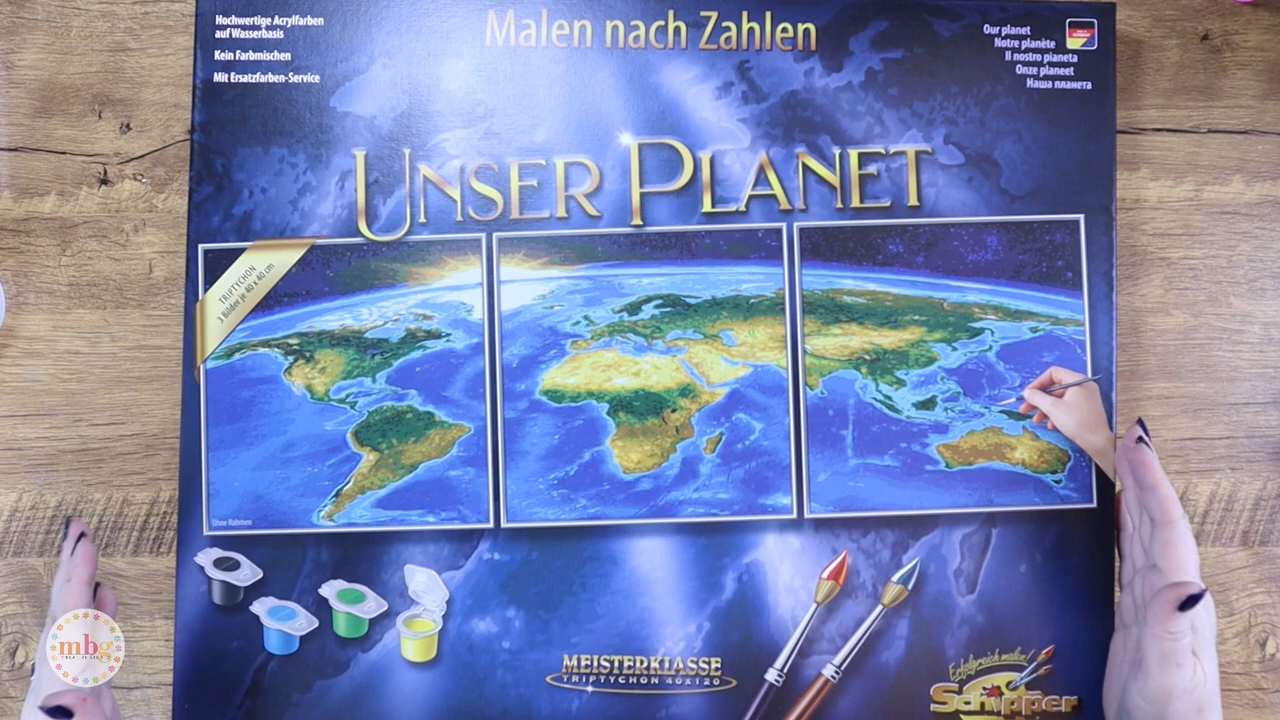 Hochwertige Acrylfarben
auf Wasserbasis
Kein Farbmischen
Mit Ersatzfarben-Service
Malen nach Zahlen
Our planet
Notre planète
Il nostro pianeta
Onze planeet
Наша планета
UNSER PLANET
TRIPTYCHON
3 Bilder je 40 x 40 cm
Ohne Rahmen
MEISTERKLASSE
TRIPTYCHON 40x120
Erfolgreich malen!
Schipper
mbg